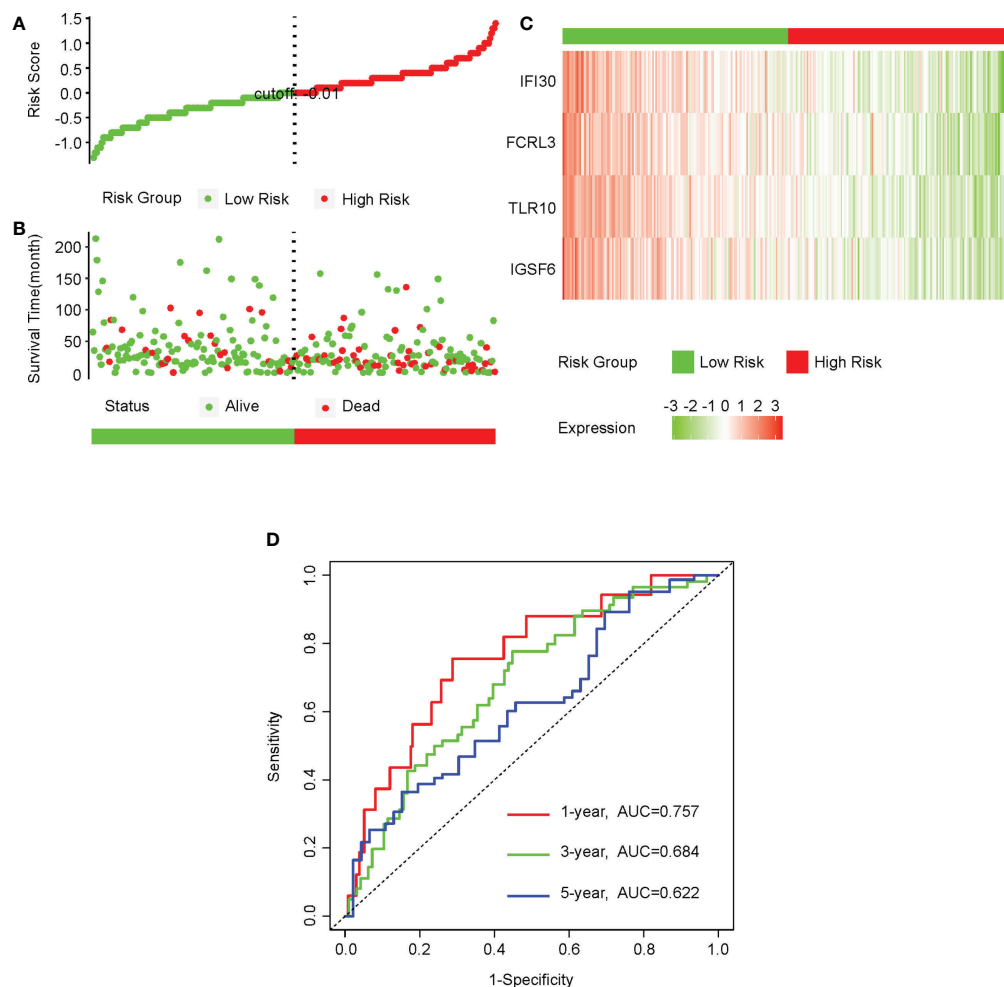 A
1.5
1.0
0.5
0.0
-0.5
-1.0
Risk Score
cutoff -0.01
Risk Group Low Risk High Risk
B
200
150
100
50
0
Survival Time(month)
Status Alive Dead
C
IFI30
FCRL3
TLR10
IGSF6
Risk Group Low Risk High Risk
-3 -2 -1 0 1 2 3
Expression
D
1.0
0.8
0.6
0.4
0.2
0.0
Sensitivity
1-year, AUC=0.757
3-year, AUC=0.684
5-year, AUC=0.622
0.0 0.2 0.4 0.6 0.8 1.0
1-Specificity